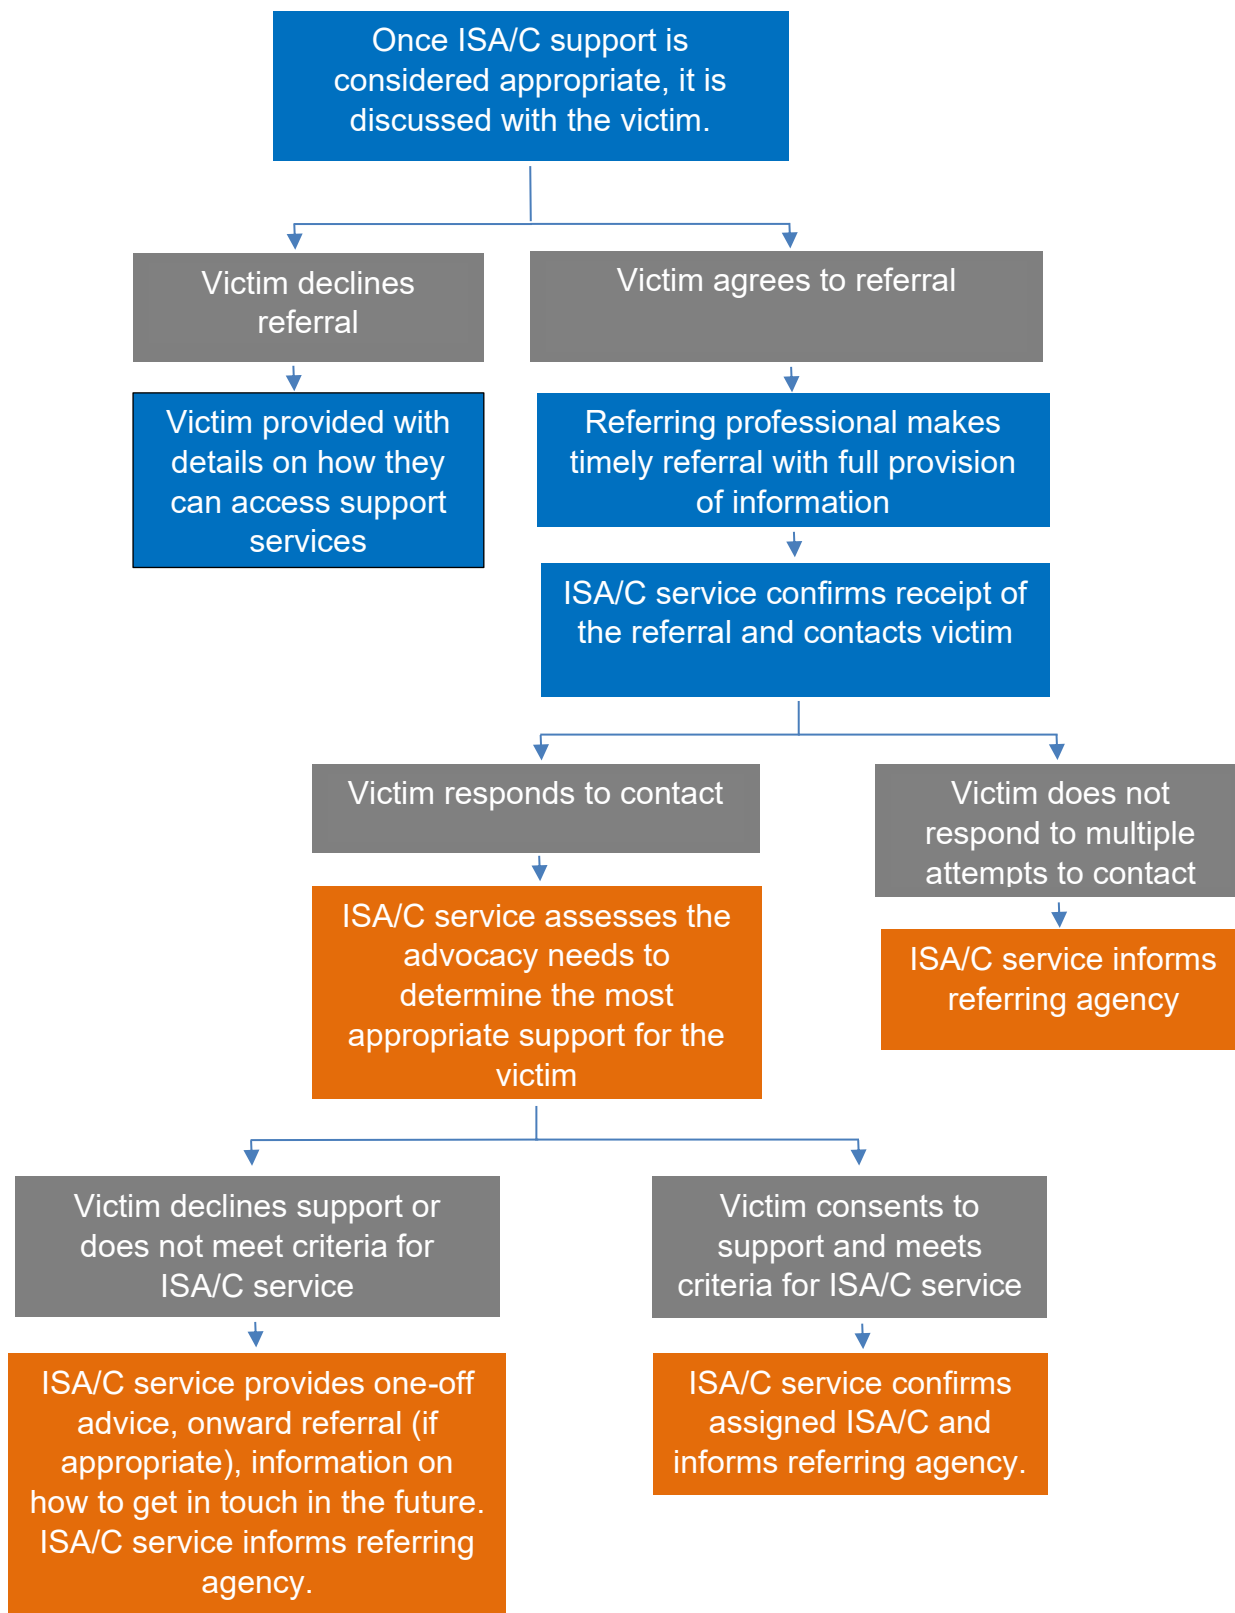 Once ISA/C support is
considered appropriate, it is
discussed with the victim.
Victim declines
referral
Victim agrees to referral
Victim provided with
details on how they
can access support
services
Referring professional makes
timely referral with full provision
of information
ISA/C service confirms receipt of
the referral and contacts victim
Victim responds to contact
Victim does not
respond to multiple
attempts to contact
ISA/C service assesses the
advocacy needs to
determine the most
appropriate support for the
victim
ISA/C service informs
referring agency
Victim declines support or
does not meet criteria for
ISA/C service
Victim consents to
support and meets
criteria for ISA/C service
ISA/C service provides one-off
advice, onward referral (if
appropriate), information on
how to get in touch in the future.
ISA/C service informs referring
agency.
ISA/C service confirms
assigned ISA/C and
informs referring agency.